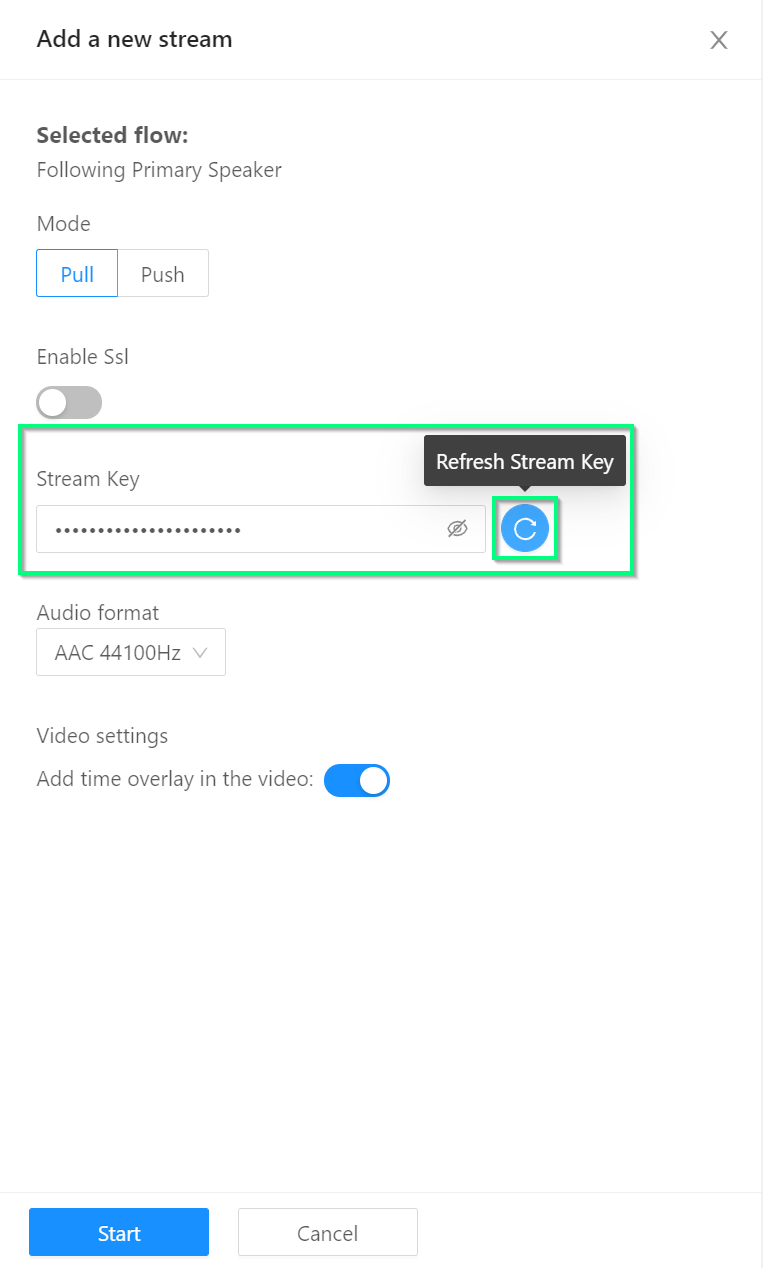 Add a new stream
Selected flow:
Following Primary Speaker
Mode
Pull Push
Enable Ssl
Refresh Stream Key
Stream Key
••••••••••••••••••••••
Audio format
AAC 44100Hz
Video settings
Add time overlay in the video:
Start Cancel